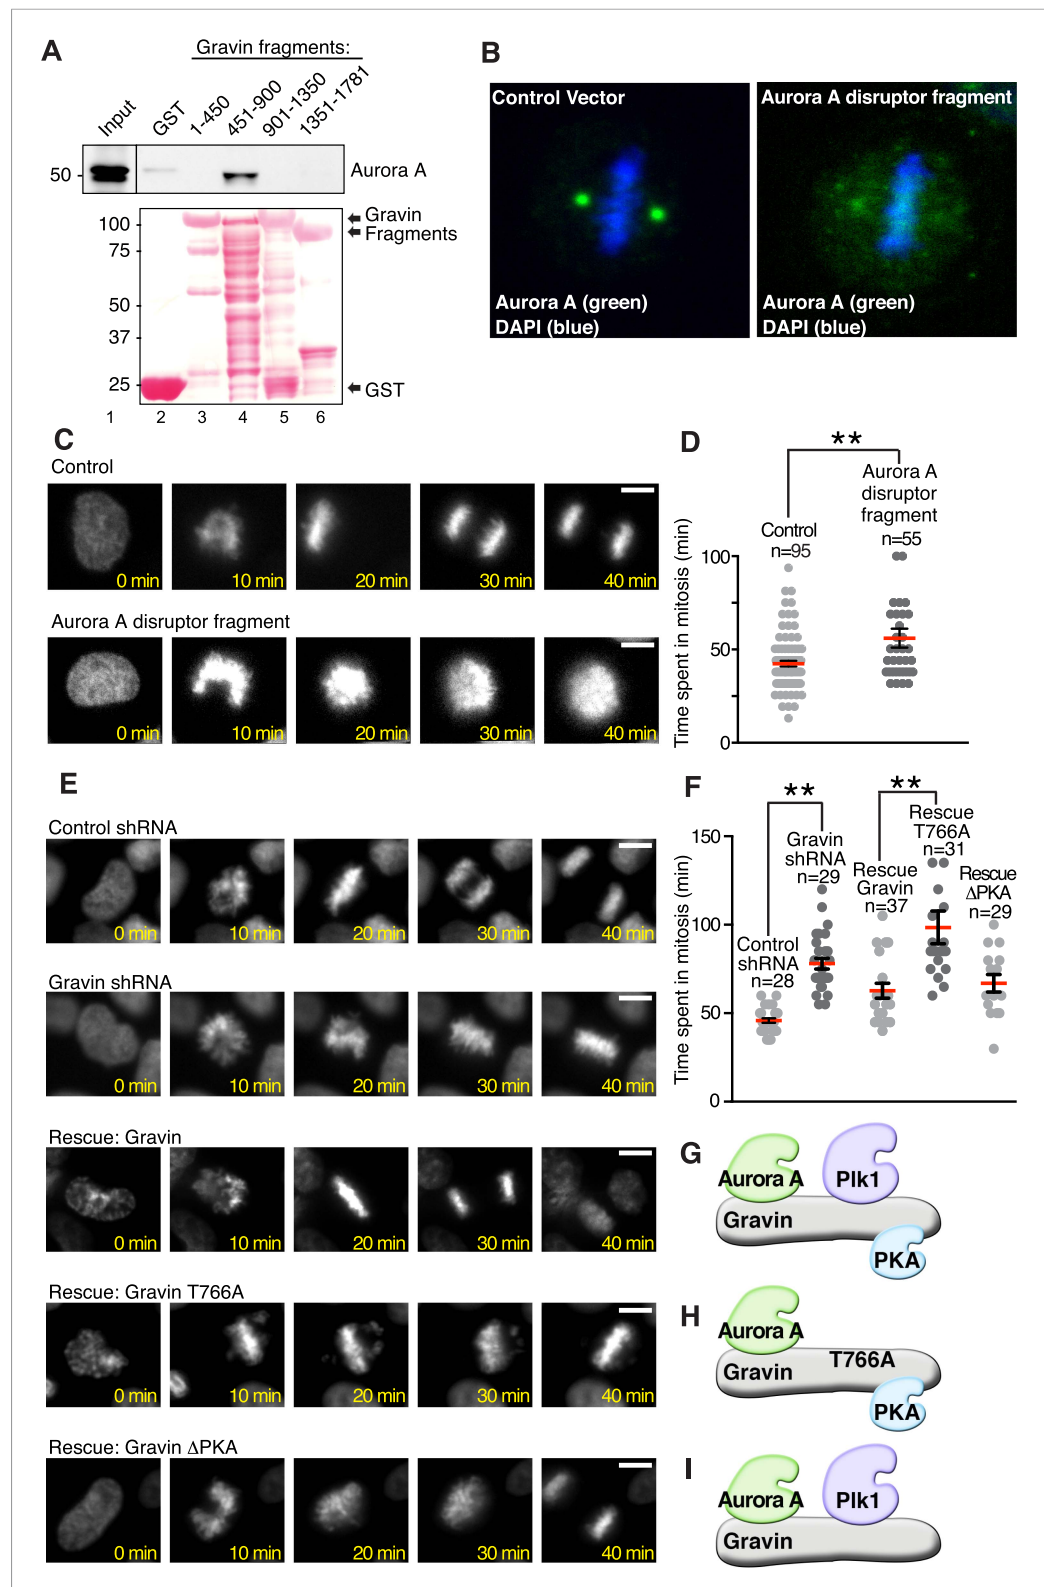 A
Gravin fragments:
Input
GST
1-450
451-900
901-1350
1351-1781
50
Aurora A
100
75
50
37
25
Gravin
Fragments
GST
1 2 3 4 5 6
B
Control Vector
Aurora A (green)
DAPI (blue)
Aurora A disruptor fragment
Aurora A (green)
DAPI (blue)
C
Control
0 min
10 min
20 min
30 min
40 min
Aurora A disruptor fragment
0 min
10 min
20 min
30 min
40 min
D
**
Aurora A
disruptor
fragment
n=55
Control
n=95
Time spent in mitosis (min)
100
50
0
E
Control shRNA
0 min
10 min
20 min
30 min
40 min
Gravin shRNA
0 min
10 min
20 min
30 min
40 min
Rescue: Gravin
0 min
10 min
20 min
30 min
40 min
Rescue: Gravin T766A
0 min
10 min
20 min
30 min
40 min
Rescue: Gravin ΔPKA
0 min
10 min
20 min
30 min
40 min
F
**
**
Time spent in mitosis (min)
150
100
50
0
Control
shRNA
n=28
Gravin
shRNA
n=29
Rescue
Gravin
n=37
Rescue
T766A
n=31
Rescue
ΔPKA
n=29
G
Aurora A
Plk1
Gravin
PKA
H
Aurora A
T766A
Gravin
PKA
I
Aurora A
Plk1
Gravin